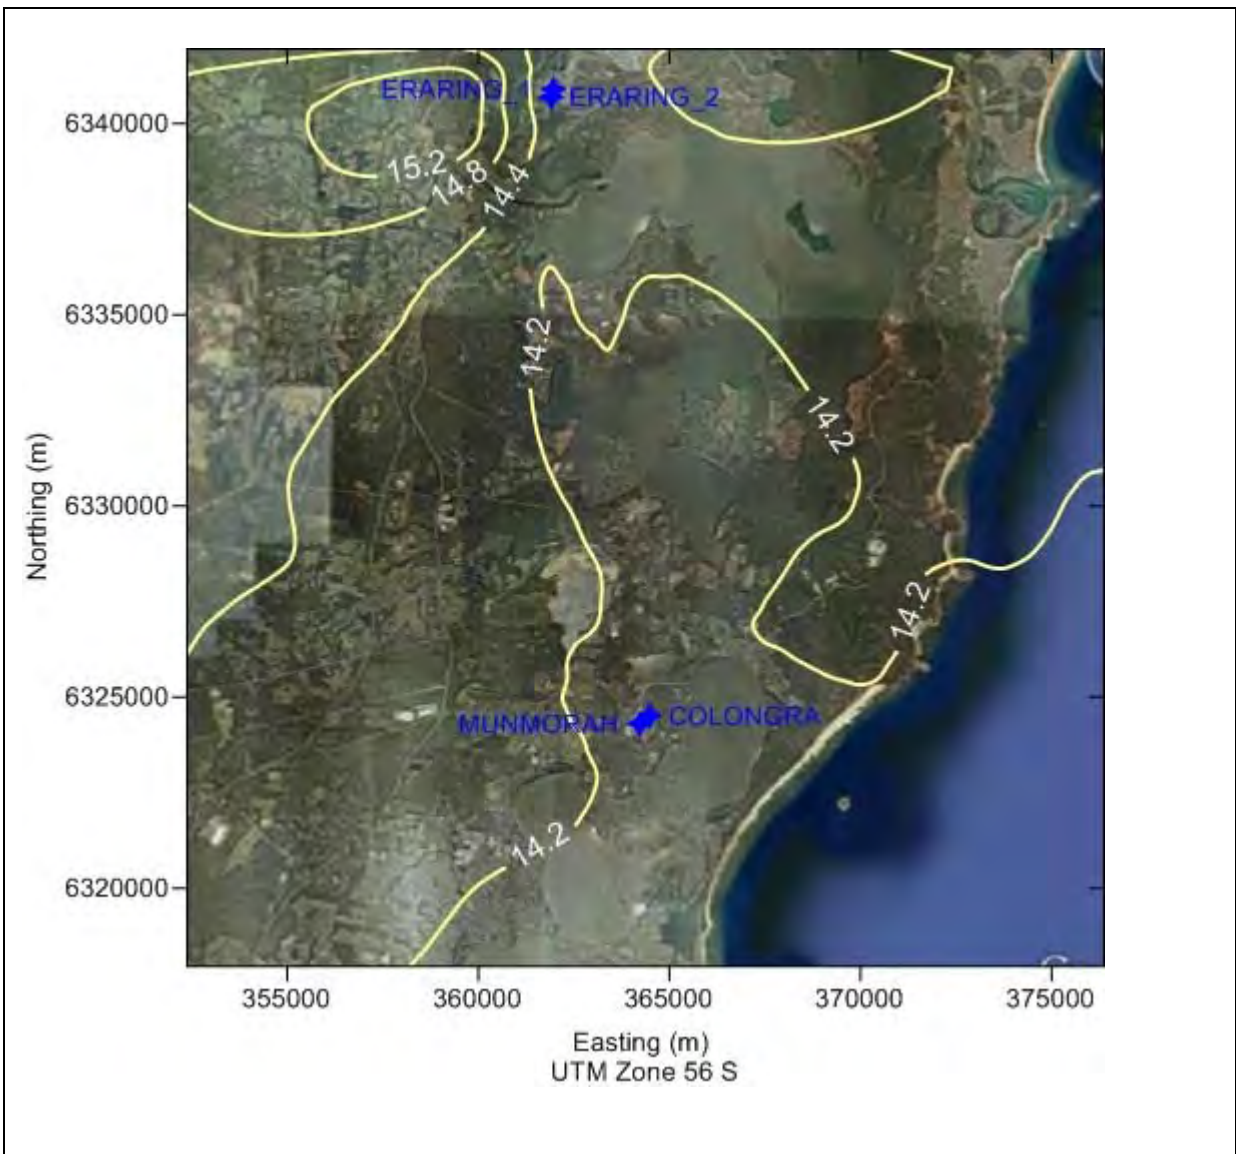 ERARING_1
ERARING_2
6340000
15.2
14.8
14.4
6335000
14.2
14.2
Northing (m)
6330000
14.2
6325000
MUNMORAH
COLONGRA
14.2
6320000
355000 360000 365000 370000 375000
Easting (m)
UTM Zone 56 S